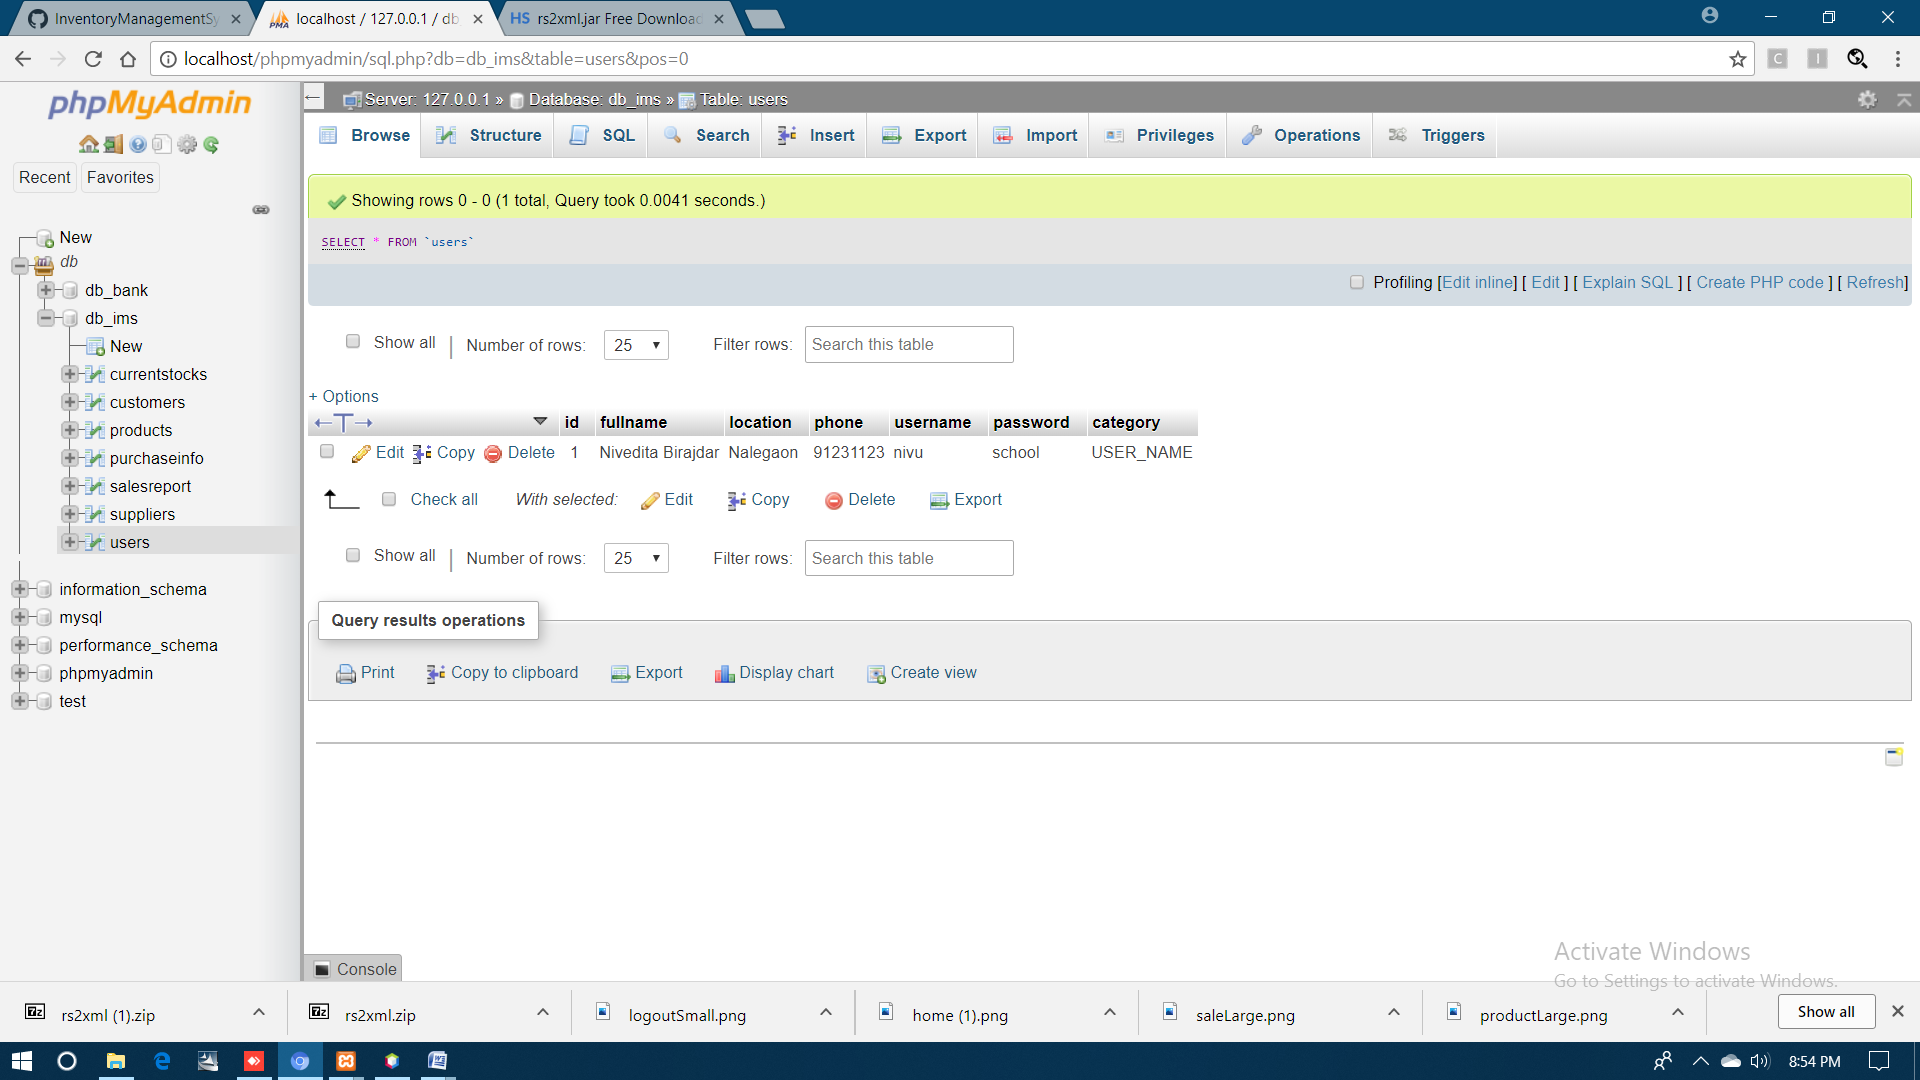 InventoryManagementSy
localhost / 127.0.0.1 / db
HS rs2xml.jar Free Download
localhost/phpmyadmin/sql.php?db=db_ims&table=users&pos=0
phpMyAdmin
Recent
Favorites
New
db
db_bank
db_ims
New
currentstocks
customers
products
purchaseinfo
salesreport
suppliers
users
information_schema
mysql
performance_schema
phpmyadmin
test
Server: 127.0.0.1 » Database: db_ims » Table: users
Browse Structure SQL Search Insert Export Import Privileges Operations Triggers
Showing rows 0 - 0 (1 total, Query took 0.0041 seconds.)
SELECT * FROM `users`
Profiling [Edit inline] [ Edit ] [ Explain SQL ] [ Create PHP code ] [ Refresh]
Show all | Number of rows: 25 Filter rows: Search this table
+ Options
id fullname location phone username password category
Edit Copy Delete 1 Nivedita Birajdar Nalegaon 91231123 nivu school USER_NAME
Check all With selected: Edit Copy Delete Export
Show all | Number of rows: 25 Filter rows: Search this table
Query results operations
Print Copy to clipboard Export Display chart Create view
Console
Activate Windows
Go to Settings to activate Windows.
rs2xml (1).zip rs2xml.zip logoutSmall.png home (1).png saleLarge.png productLarge.png Show all
8:54 PM